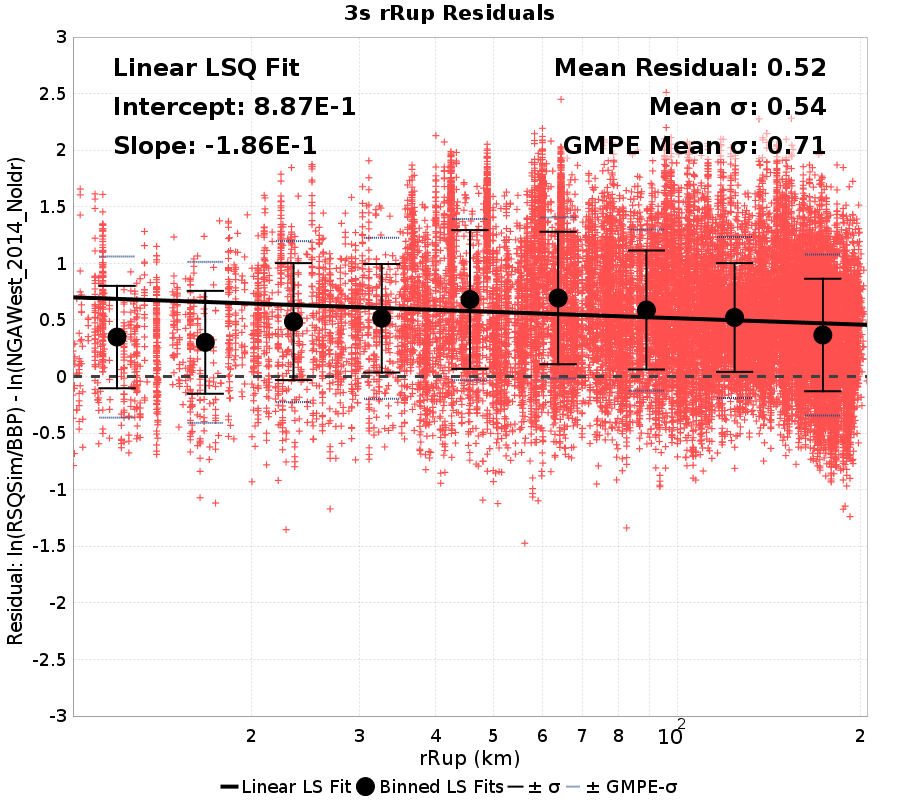 3s rRup Residuals
Linear LSQ Fit
Intercept: 8.87E-1
Slope: -1.86E-1
Mean Residual: 0.52
Mean σ: 0.54
GMPE Mean σ: 0.71
Residual: ln(RSQSim/BBP) - ln(NGAWest_2014_NoIdr)
3
2.5
2
1.5
1
0.5
0
-0.5
-1
-1.5
-2
-2.5
-3
2 3 4 5 6 7 8 10² 2
rRup (km)
Linear LS Fit Binned LS Fits ± σ ± GMPE-σ